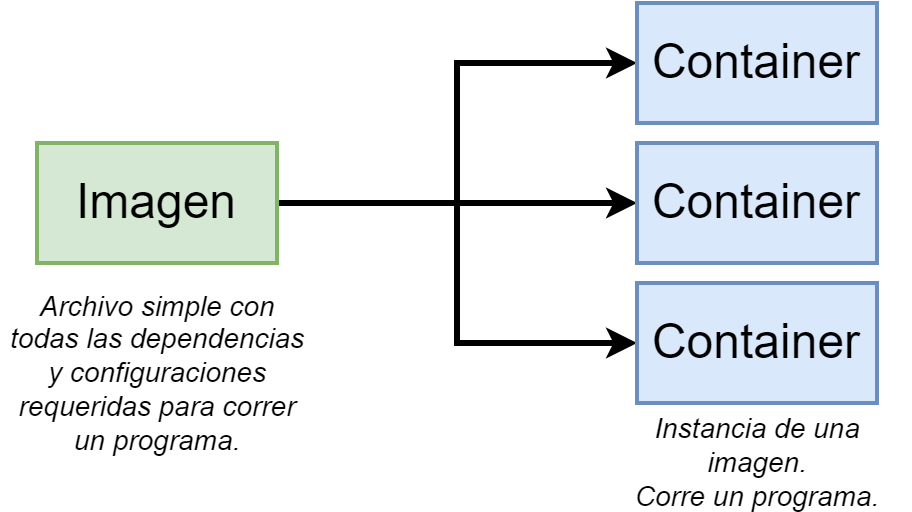 Container
Imagen
Container
Container
Archivo simple con
todas las dependencias
y configuraciones
requeridas para correr
un programa.
Instancia de una
imagen.
Corre un programa.